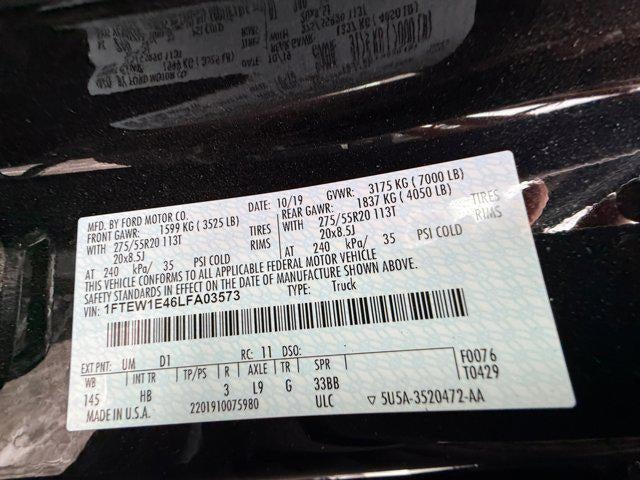 MFD. BY FORD MOTOR CO.
DATE: 10/19
GVWR: 3175 KG ( 7000 LB)
FRONT GAWR: 1599 KG ( 3525 LB)
REAR GAWR: 1837 KG ( 4050 LB)
WITH 275/55R20 113T TIRES
WITH 275/55R20 113T TIRES
20x8.5J RIMS
20x8.5J RIMS
AT 240 kPa/ 35 PSI COLD
AT 240 kPa/ 35 PSI COLD
THIS VEHICLE CONFORMS TO ALL APPLICABLE FEDERAL MOTOR VEHICLE
SAFETY STANDARDS IN EFFECT ON THE DATE OF MANUFACTURE SHOWN ABOVE.
VIN: 1FTEW1E46LFA03573
TYPE: Truck
EXT PNT: UM D1 RC: 11 DSO:
F0076
T0429
WB INT TR TP/PS R AXLE TR SPR
145 HB 3 L9 G 33BB
MADE IN U.S.A. 2201910075980 ULC ▽ 5U5A-3520472-AA